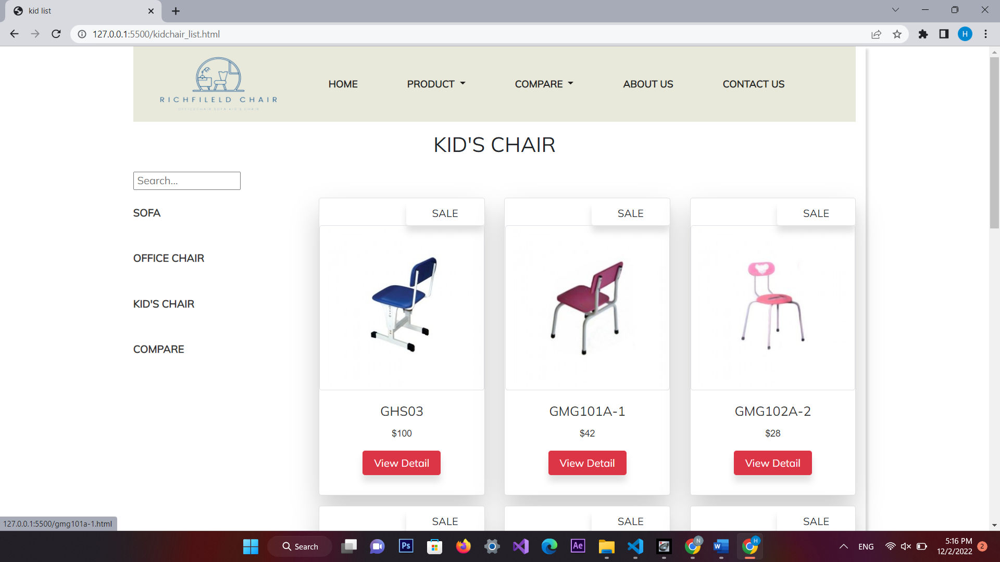 kid list
127.0.0.1:5500/kidchair_list.html
H
RICHFILELD CHAIR
HOME
PRODUCT
COMPARE
ABOUT US
CONTACT US
KID'S CHAIR
Search...
SOFA
OFFICE CHAIR
KID'S CHAIR
COMPARE
SALE
SALE
SALE
GHS03
GMG101A-1
GMG102A-2
$100
$42
$28
View Detail
View Detail
View Detail
SALE
SALE
SALE
127.0.0.1:5500/gmg101a-1.html
Search
Ps
Ae
N
W
H
ENG
5:16 PM
12/2/2022
2